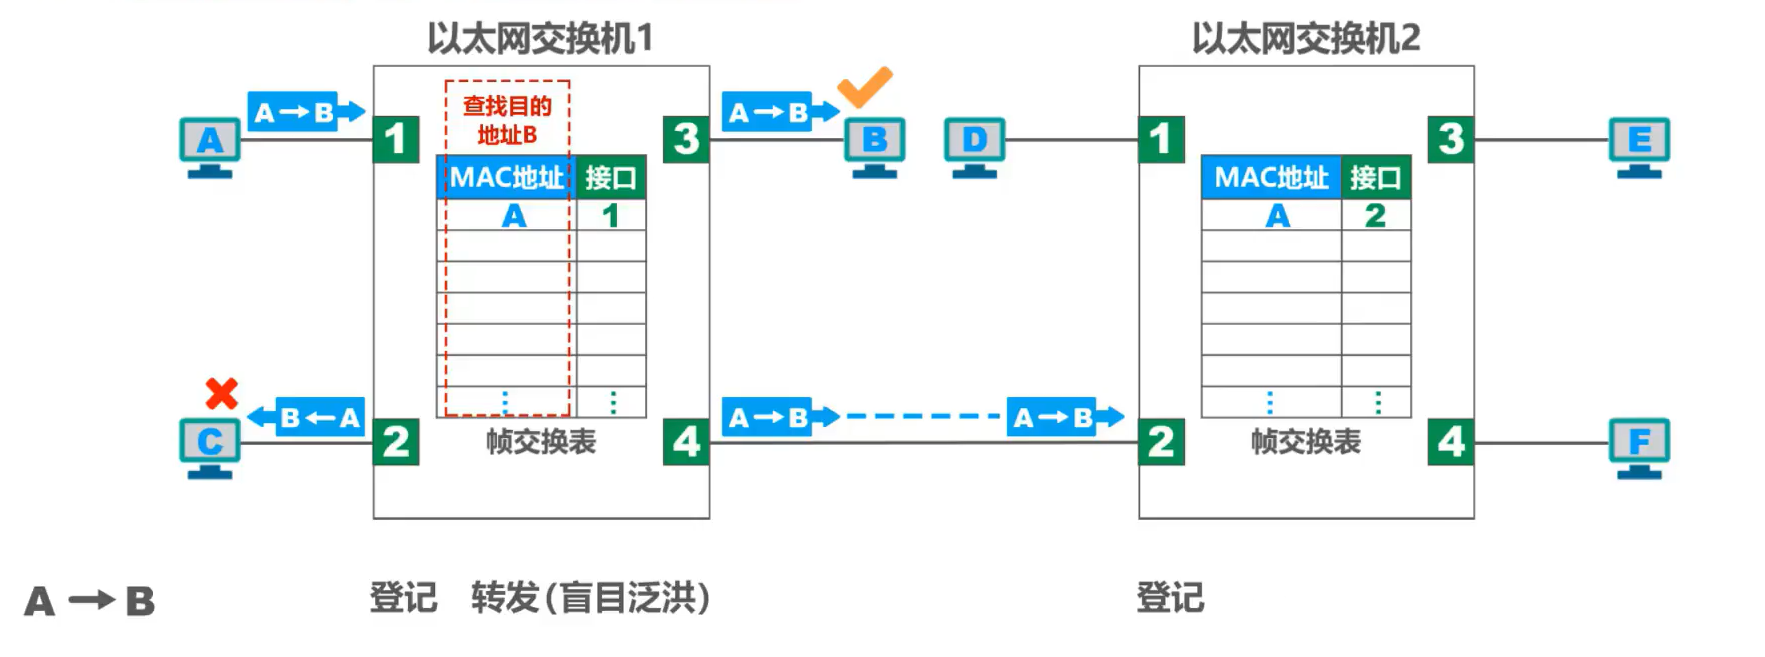 以太网交换机1
以太网交换机2
A→B
查找目的
地址B
A→B
A
1
3
B
D
1
3
E
MAC地址 接口
A 1
⋮ ⋮
MAC地址 接口
A 2
⋮ ⋮
B←A
A→B
A→B
C
2
帧交换表
4
2
帧交换表
4
F
A→B
登记
转发(盲目泛洪)
登记